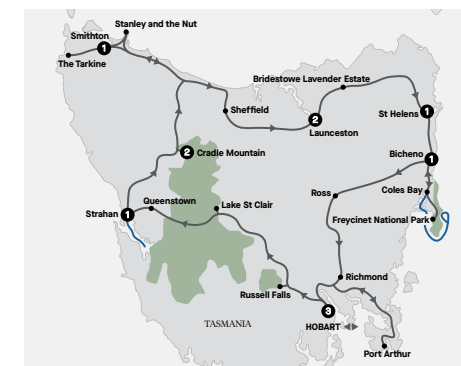 Stanley and the Nut
Smithton
1
The Tarkine
Bridestowe Lavender Estate
Sheffield
2
Launceston
St Helens 1
2 Cradle Mountain
Bicheno
1
Coles Bay
Queenstown
Lake St Clair
Ross
Strahan 1
Freycinet National Park
Richmond
Russell Falls
3
TASMANIA
HOBART
Port Arthur